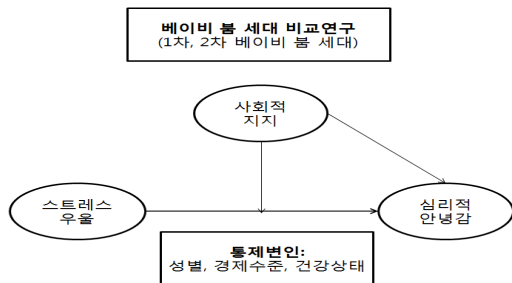 베이비 붐 세대 비교연구
(1차, 2차 베이비 붐 세대)
사회적
지지
스트레스
우울
심리적
안녕감
통제변인:
성별, 경제수준, 건강상태